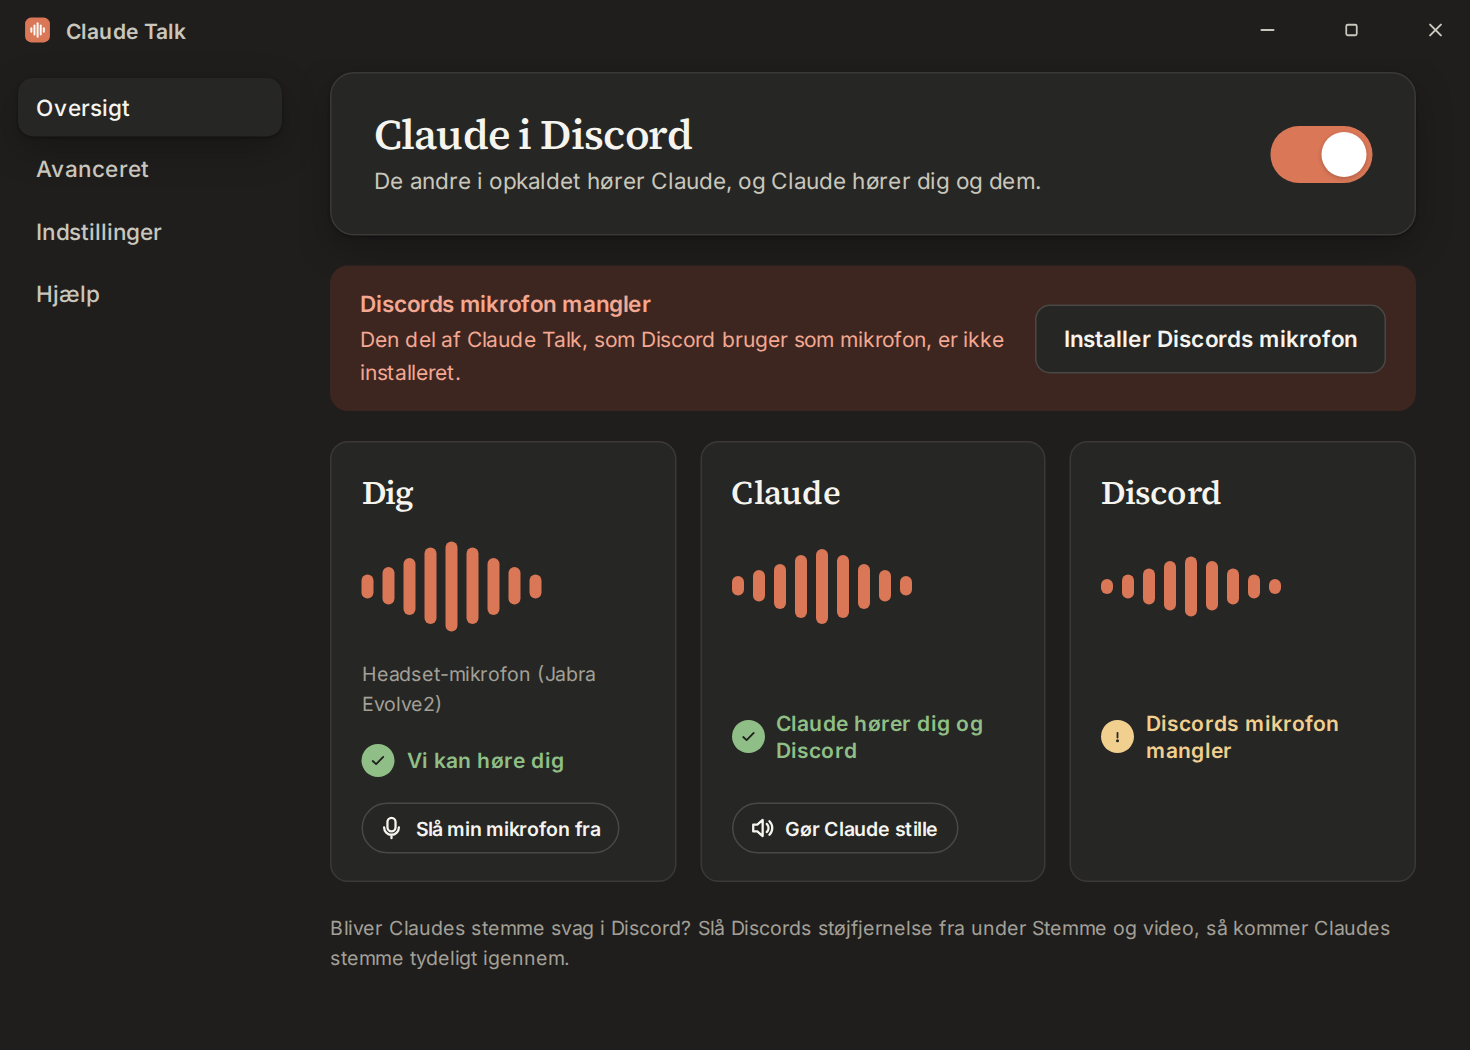 Claude Talk
Oversigt
Avanceret
Indstillinger
Hjælp
Claude i Discord
De andre i opkaldet hører Claude, og Claude hører dig og dem.
Discords mikrofon mangler
Den del af Claude Talk, som Discord bruger som mikrofon, er ikke
installeret.
Installer Discords mikrofon
Dig
Headset-mikrofon (Jabra
Evolve2)
Vi kan høre dig
Slå min mikrofon fra
Claude
Claude hører dig og
Discord
Gør Claude stille
Discord
Discords mikrofon
mangler
Bliver Claudes stemme svag i Discord? Slå Discords støjfjernelse fra under Stemme og video, så kommer Claudes
stemme tydeligt igennem.